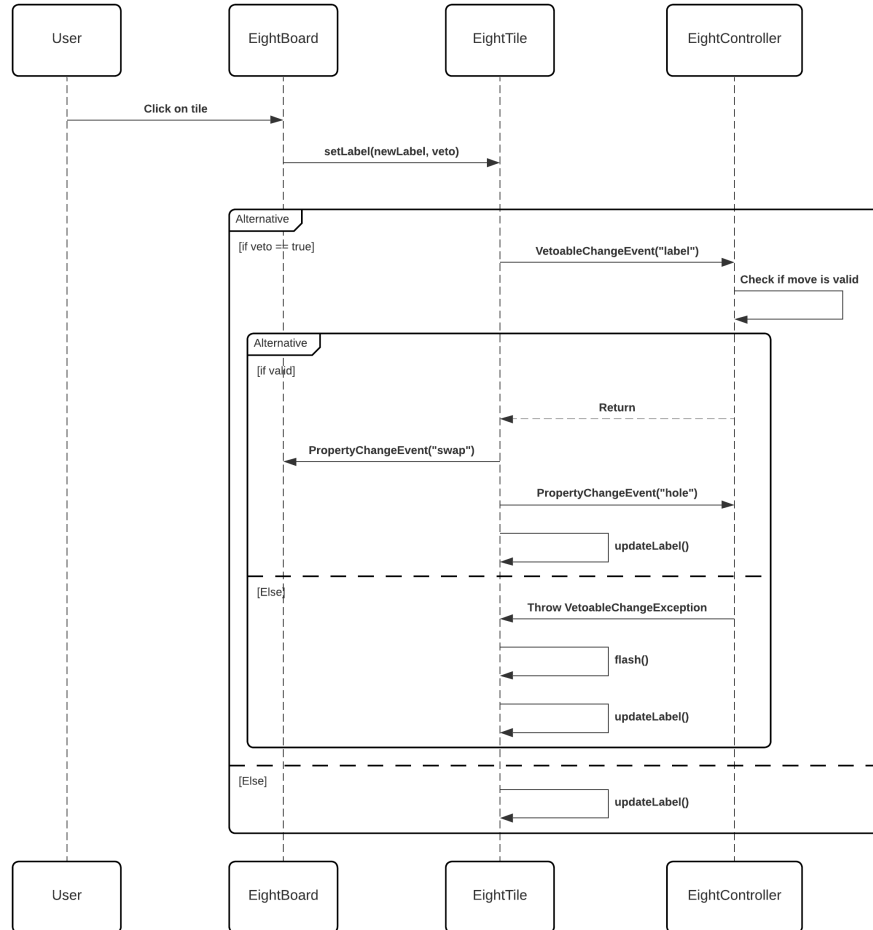 User
EightBoard
EightTile
EightController
Click on tile
setLabel(newLabel, veto)
Alternative
[if veto == true]
VetoableChangeEvent("label")
Check if move is valid
Alternative
[if valid]
Return
PropertyChangeEvent("swap")
PropertyChangeEvent("hole")
updateLabel()
[Else]
Throw VetoableChangeException
flash()
updateLabel()
[Else]
updateLabel()
User
EightBoard
EightTile
EightController